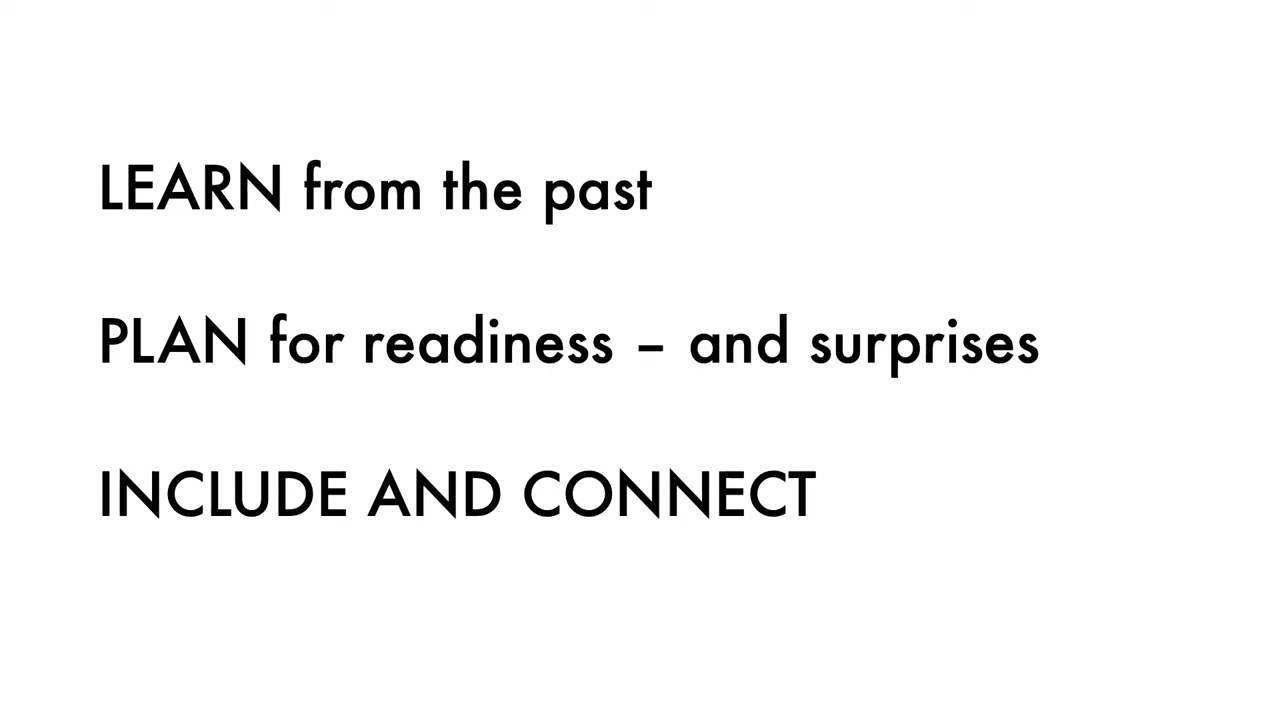 LEARN from the past
PLAN for readiness – and surprises
INCLUDE AND CONNECT